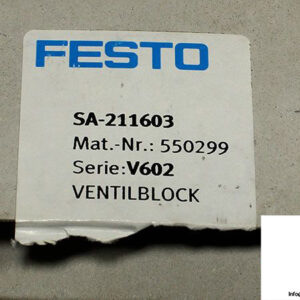 FESTO
SA-211603
Mat.-Nr.: 550299
Serie: V602
VENTILBLOCK